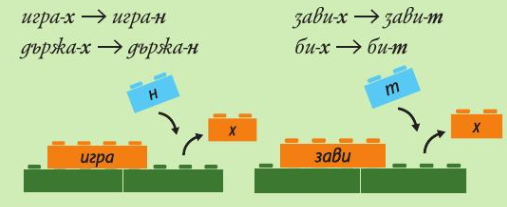 игра-х → игра-н
държа-х → държа-н
н
х
игра
зави-х → зави-т
би-х → би-т
т
х
зави